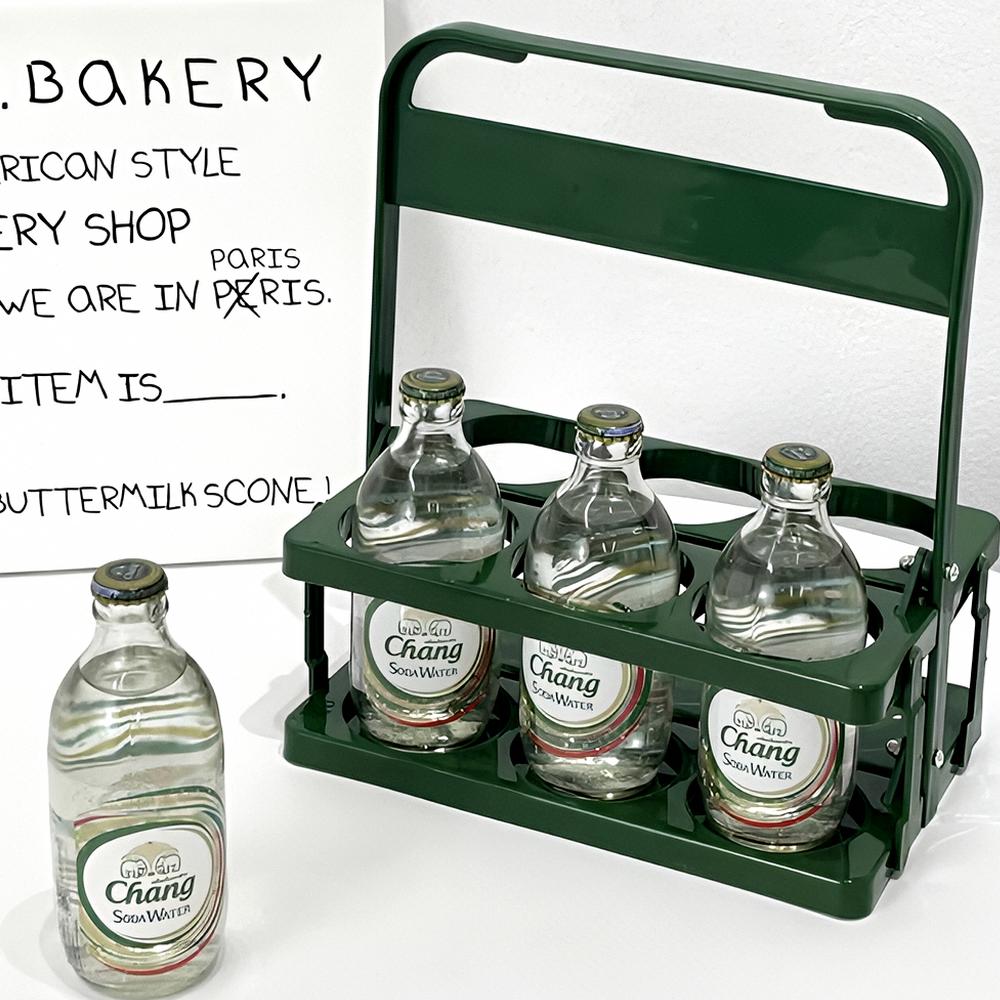 .BAKERY
RICAN STYLE
ERY SHOP
PARIS
WE ARE IN PERIS.
ITEM IS______.
BUTTERMILK SCONE!
Chang
SODA WATER
Chang
SODA WATER
Chang
SODA WATER
Chang
SODA WATER